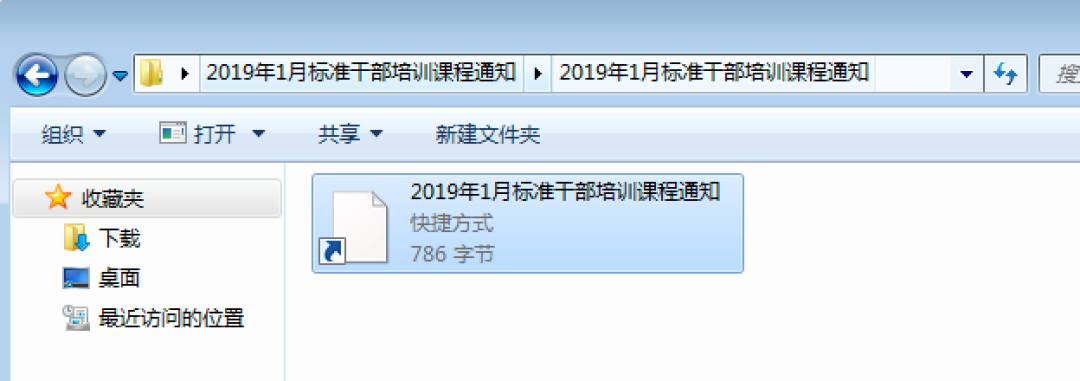 2019年1月标准干部培训课程通知 2019年1月标准干部培训课程通知
组织 打开 共享 新建文件夹
收藏夹
下载
桌面
最近访问的位置
2019年1月标准干部培训课程通知
快捷方式
786 字节